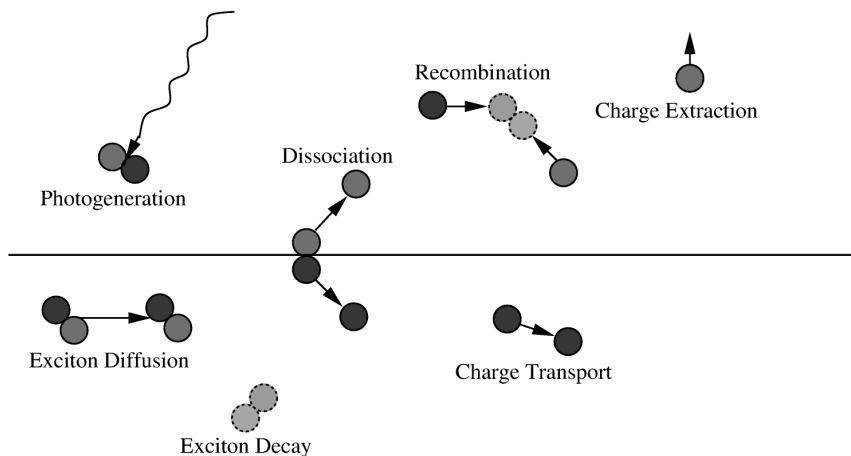 Recombination
Charge Extraction
Dissociation
Photogeneration
Exciton Diffusion
Charge Transport
Exciton Decay